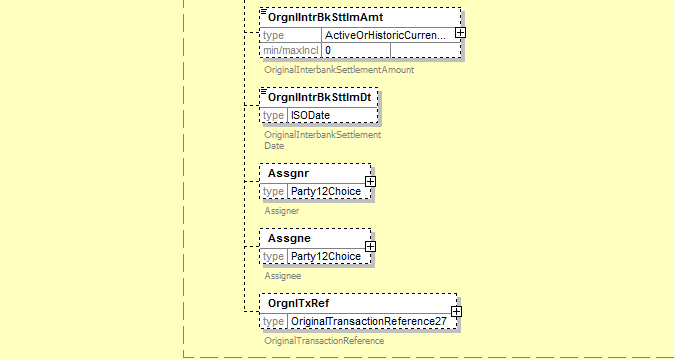 OrgnlIntrBkSttlmAmt
type ActiveOrHistoricCurren...
min/maxIncl 0
OriginalInterbankSettlementAmount
OrgnlIntrBkSttlmDt
type ISODate
OriginalInterbankSettlement
Date
Assgnr
type Party12Choice
Assigner
Assgne
type Party12Choice
Assignee
OrgnlTxRef
type OriginalTransactionReference27
OriginalTransactionReference